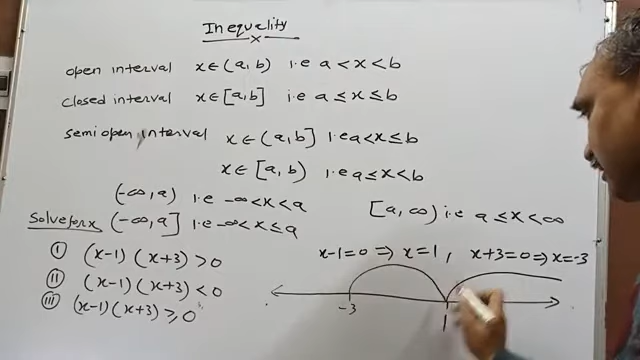 Inequality
open interval x∈(a,b) i.e a<x<b
closed interval x∈[a,b] i.e a≤x≤b
semi open interval x∈(a,b] i.e a<x≤b
x∈[a,b) i.e a≤x<b
(-∞,a) i.e -∞<x<a
[a,∞) i.e a≤x<∞
Solve for x (-∞,a] i.e -∞<x≤a
(i) (x-1)(x+3)>0
x-1=0⇒x=1, x+3=0⇒x=-3
(ii) (x-1)(x+3)<0
(iii) (x-1)(x+3)≥0
-3 1